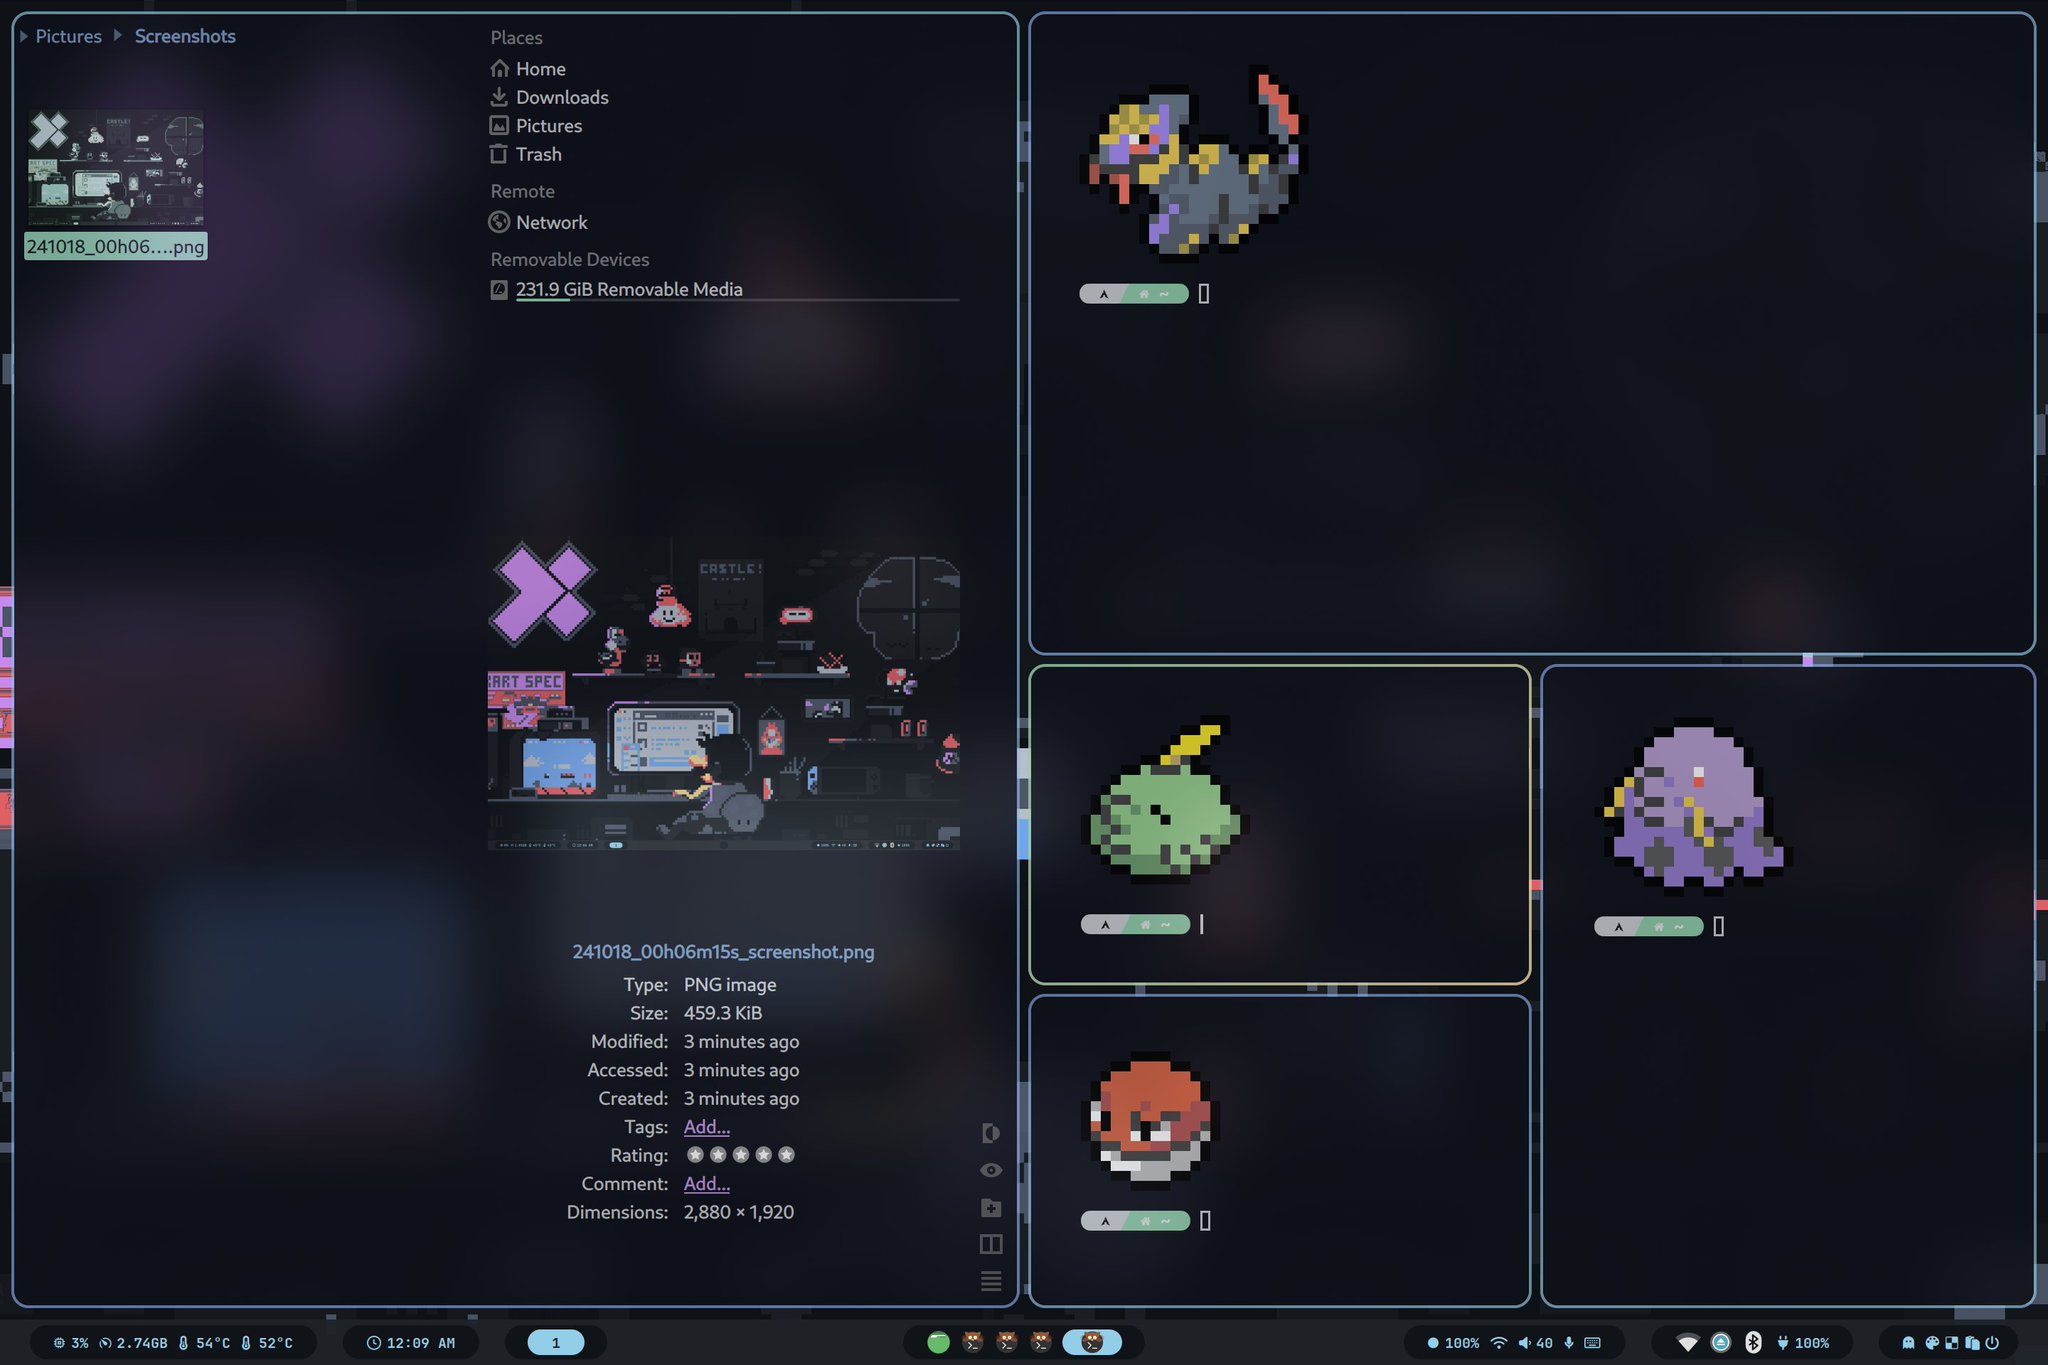 Pictures Screenshots
241018_00h06....png
Places
Home
Downloads
Pictures
Trash
Remote
Network
Removable Devices
231.9 GiB Removable Media
CASTLE!
ART SPEC
241018_00h06m15s_screenshot.png
Type: PNG image
Size: 459.3 KiB
Modified: 3 minutes ago
Accessed: 3 minutes ago
Created: 3 minutes ago
Tags: Add...
Rating:
Comment: Add...
Dimensions: 2,880 × 1,920
~
~
~
~
3% 2.74GB 54°C 52°C
12:09 AM
1
100% 40
100%